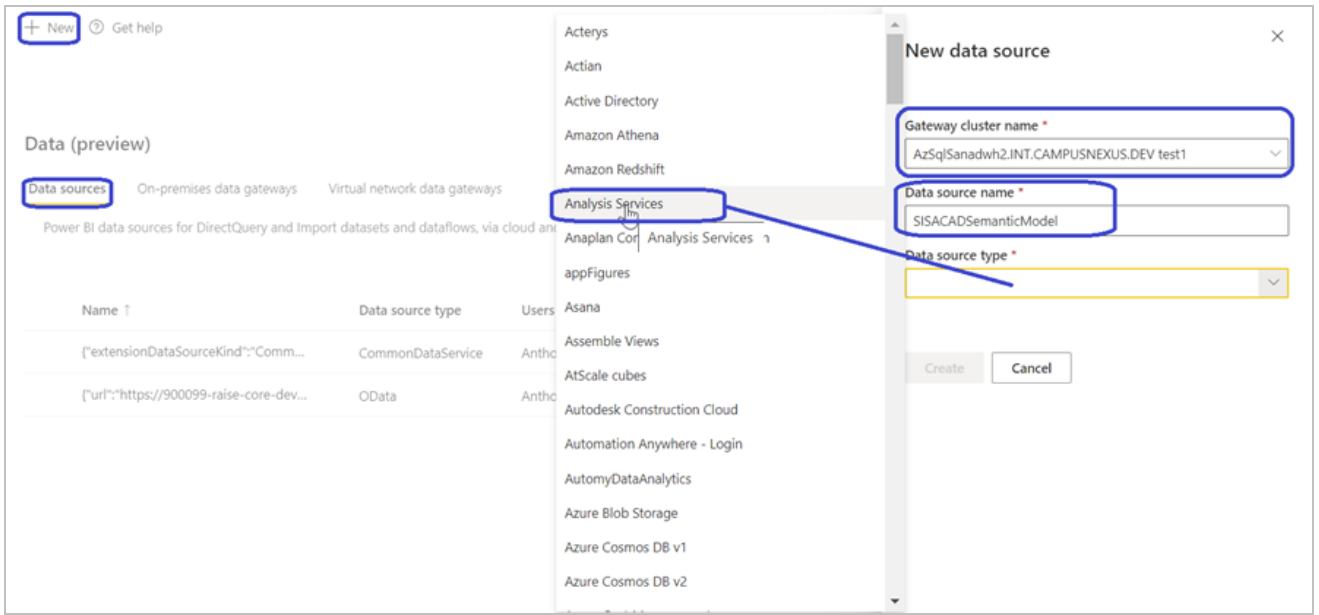 + New
Get help
Data (preview)
Data sources
On-premises data gateways
Virtual network data gateways
Power BI data sources for DirectQuery and Import datasets and dataflows, via cloud
Name ↑
Data source type
Users
{"extensionDataSourceKind":"Comm...
CommonDataService
{"url":"https://900099-raise-core-dev...
OData
Acterys
Actian
Active Directory
Amazon Athena
Amazon Redshift
Analysis Services
Anaplan
Analysis Services
appFigures
Asana
Assemble Views
AtScale cubes
Autodesk Construction Cloud
Automation Anywhere - Login
AutomyDataAnalytics
Azure Blob Storage
Azure Cosmos DB v1
Azure Cosmos DB v2
New data source
Gateway cluster name *
AzSqlSanadwh2.INT.CAMPUSNEXUS.DEV test1
Data source name *
SISACADSemanticModel
Data source type *
Create
Cancel